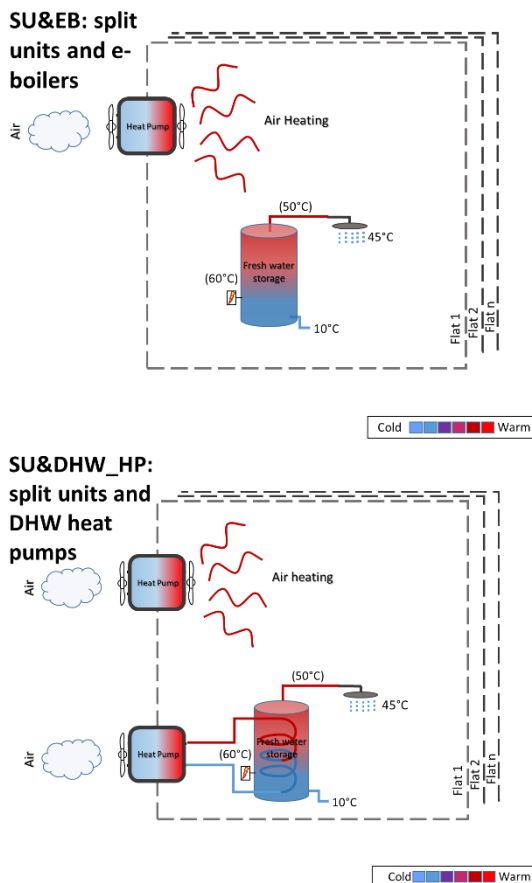 SU&EB: split
units and e-
boilers
Air
Heat Pump
Air Heating
(50°C)
45°C
Fresh water
storage
(60°C)
10°C
Flat 1
Flat 2
Flat n
Cold
Warm
SU&DHW_HP:
split units and
DHW heat
pumps
Air
Heat Pump
Air heating
(50°C)
45°C
Air
Heat Pump
Fresh water
storage
(60°C)
10°C
Flat 1
Flat 2
Flat n
Cold
Warm